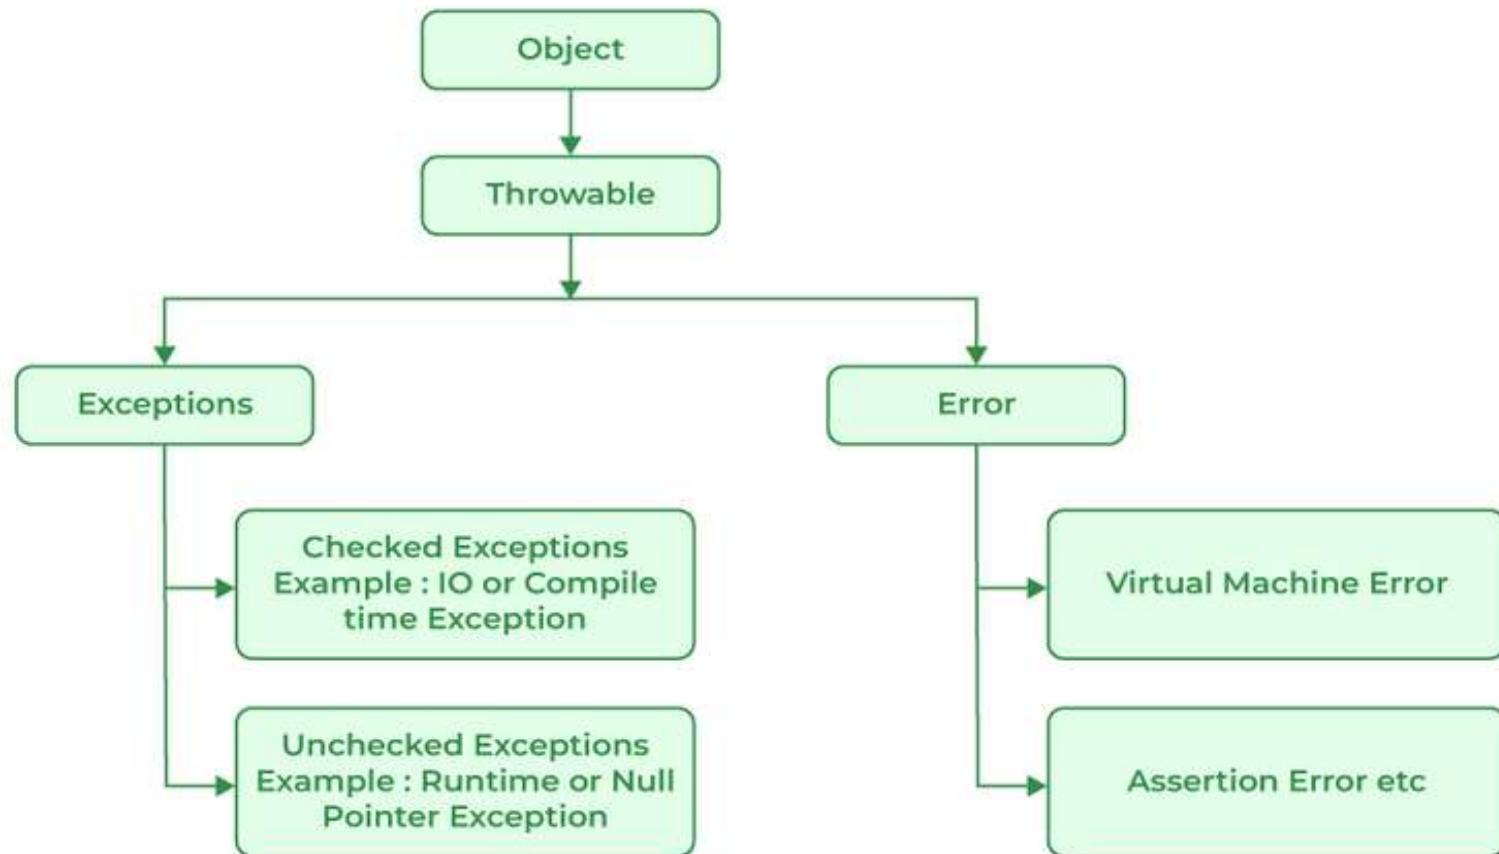 Object
Throwable
Exceptions
Error
Checked Exceptions
Example : IO or Compile
time Exception
Virtual Machine Error
Unchecked Exceptions
Example : Runtime or Null
Pointer Exception
Assertion Error etc